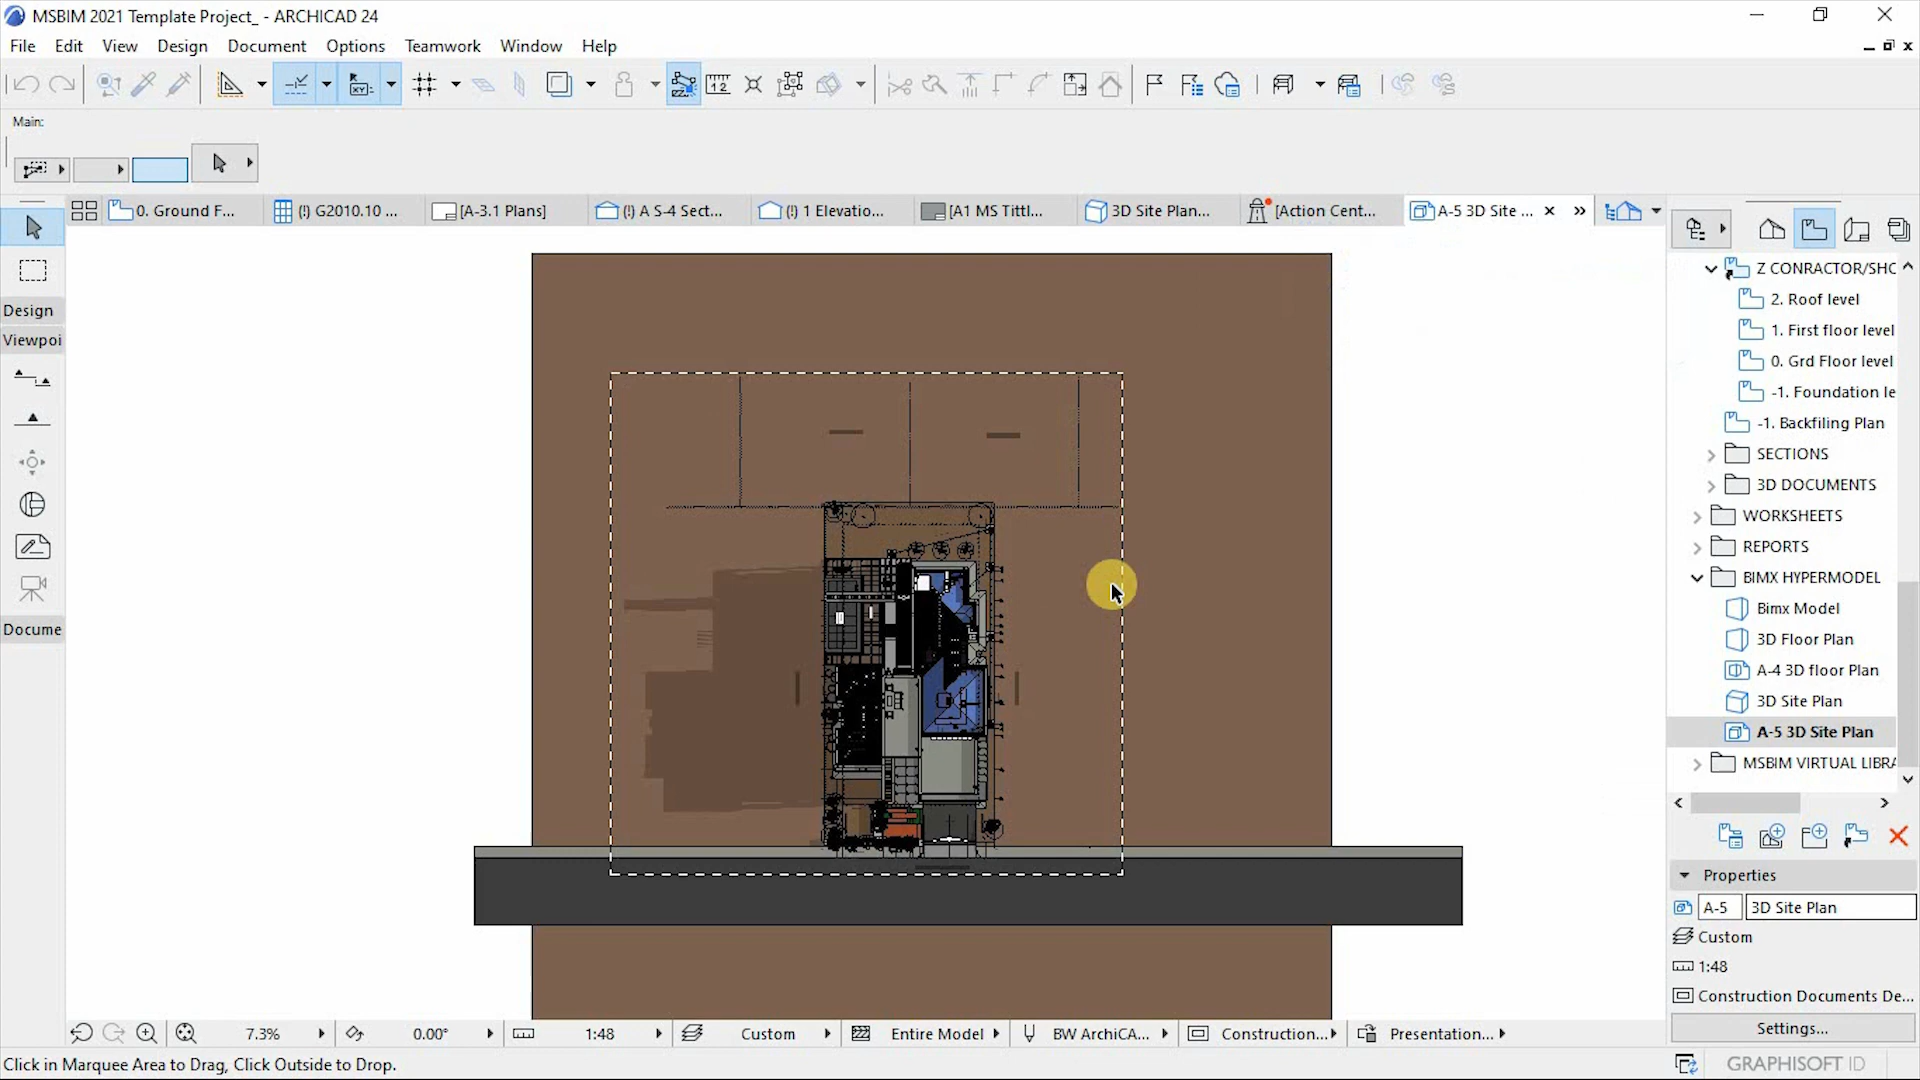 MSBIM 2021 Template Project_ - ARCHICAD 24
File Edit View Design Document Options Teamwork Window Help
Main:
0. Ground F... (!) G2010.10 ... [A-3.1 Plans] (!) A S-4 Sect... (!) 1 Elevatio... [A1 MS Tittl... 3D Site Plan... [Action Cent... A-5 3D Site ...
Design
Viewpoi
Docume
Z CONRACTOR/SHC
2. Roof level
1. First floor level
0. Grd Floor level
-1. Foundation le
-1. Backfiling Plan
SECTIONS
3D DOCUMENTS
WORKSHEETS
REPORTS
BIMX HYPERMODEL
Bimx Model
3D Floor Plan
A-4 3D floor Plan
3D Site Plan
A-5 3D Site Plan
MSBIM VIRTUAL LIBRA
Properties
A-5 3D Site Plan
Custom
1:48
Construction Documents De...
Settings...
7.3% 0.00° 1:48 Custom Entire Model BW ArchiCA... Construction... Presentation...
Click in Marquee Area to Drag, Click Outside to Drop.
GRAPHISOFT ID